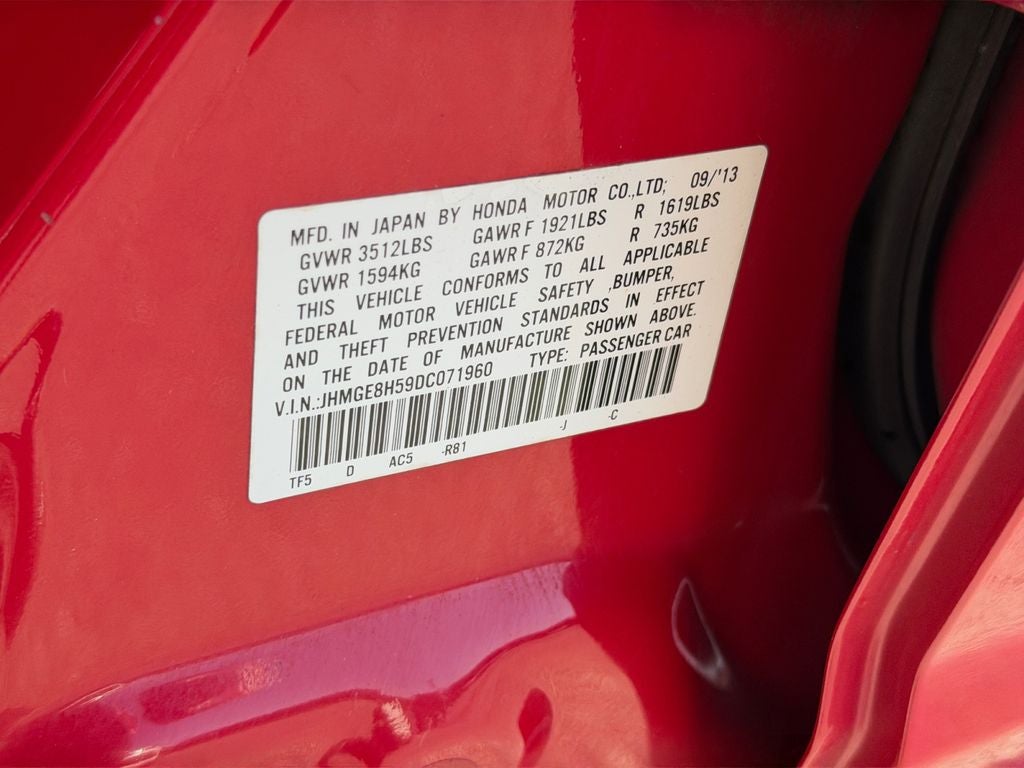 MFD. IN JAPAN BY HONDA MOTOR CO.,LTD; 09/'13
GVWR 3512LBS GAWR F 1921LBS R 1619LBS
GVWR 1594KG GAWR F 872KG R 735KG
THIS VEHICLE CONFORMS TO ALL APPLICABLE
FEDERAL MOTOR VEHICLE SAFETY ,BUMPER,
AND THEFT PREVENTION STANDARDS IN EFFECT
ON THE DATE OF MANUFACTURE SHOWN ABOVE.
V.I.N.:JHMGE8H59DC071960 TYPE: PASSENGER CAR
TF5 D AC5 -R81 -J -C